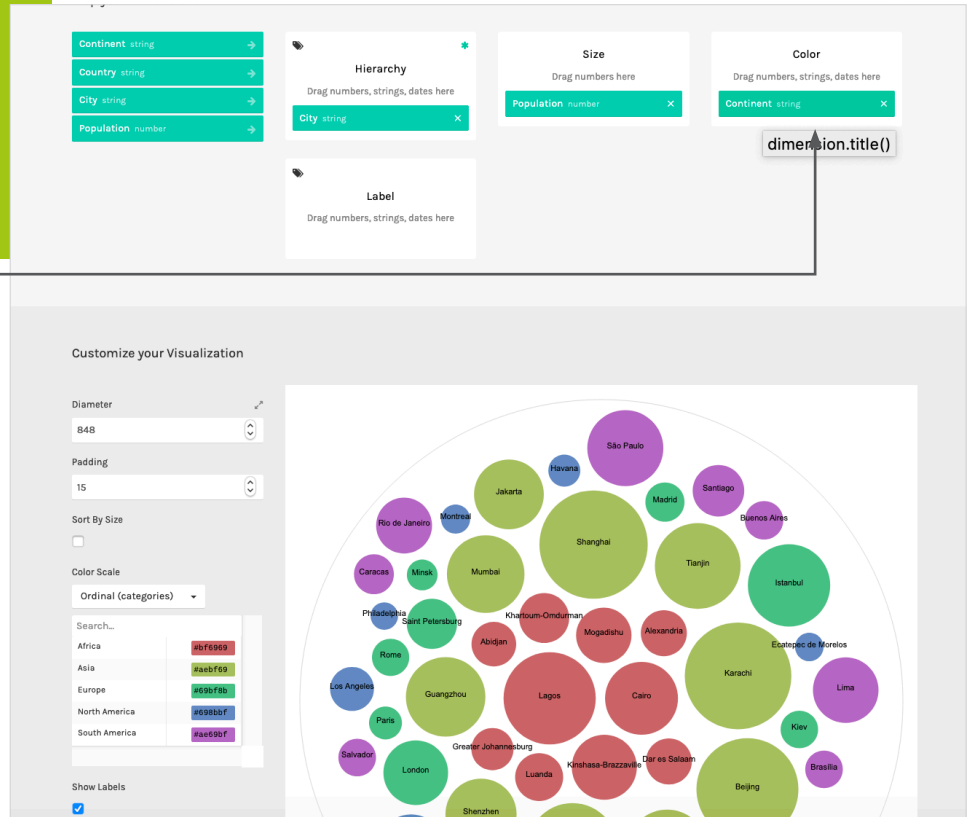 Continent string
Country string
City string
Population number
Hierarchy
Drag numbers, strings, dates here
City string
Size
Drag numbers here
Population number
Color
Drag numbers, strings, dates here
Continent string
dimension.title()
Label
Drag numbers, strings, dates here
Customize your Visualization
Diameter
848
Padding
15
Sort By Size
Color Scale
Ordinal (categories)
Search...
Africa #bf6969
Asia #aebf69
Europe #69bf8b
North America #698bbf
South America #ae69bf
Show Labels
São Paulo
Havana
Jakarta
Madrid
Santiago
Rio de Janeiro
Montreal
Buenos Aires
Shanghai
Tianjin
Caracas
Minsk
Mumbai
Istanbul
Philadelphia
Saint Petersburg
Khartoum-Omdurman
Abidjan
Mogadishu
Alexandria
Ecatepec de Morelos
Rome
Karachi
Los Angeles
Guangzhou
Lagos
Cairo
Lima
Paris
Kiev
Salvador
Greater Johannesburg
London
Luanda
Kinshasa-Brazzaville
Dar es Salaam
Brasília
Beijing
Shenzhen